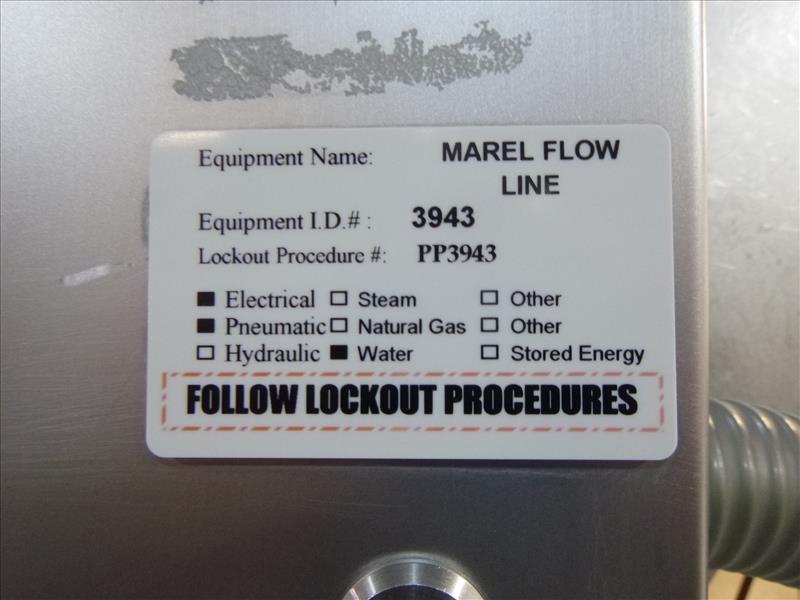 Equipment Name: MAREL FLOW
LINE
Equipment I.D.# : 3943
Lockout Procedure #: PP3943
■ Electrical □ Steam □ Other
■ Pneumatic □ Natural Gas □ Other
□ Hydraulic ■ Water □ Stored Energy
FOLLOW LOCKOUT PROCEDURES